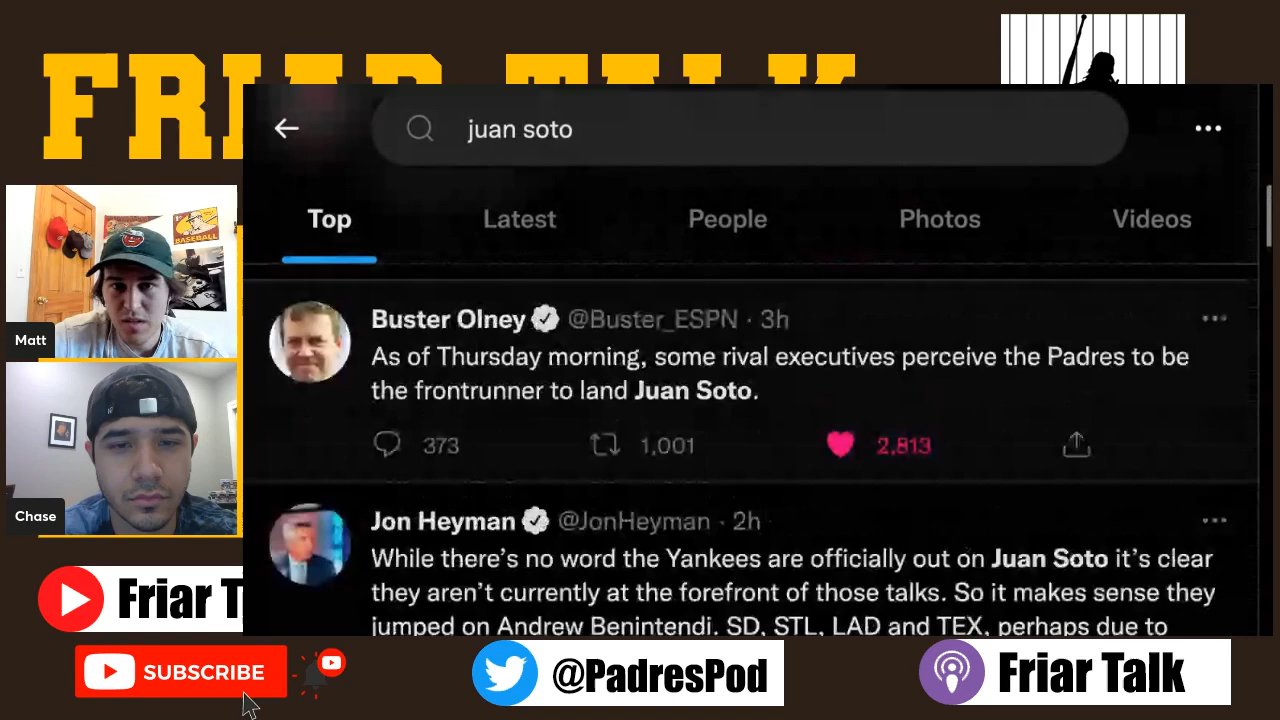 FRIAR TALK
juan soto
Top
Latest
People
Photos
Videos
BASEBALL
Matt
Buster Olney @Buster_ESPN · 3h
As of Thursday morning, some rival executives perceive the Padres to be
the frontrunner to land Juan Soto.
373
1,001
2,813
Chase
Jon Heyman @JonHeyman · 2h
While there's no word the Yankees are officially out on Juan Soto it's clear
they aren't currently at the forefront of those talks. So it makes sense they
jumped on Andrew Benintendi. SD, STL, LAD and TEX, perhaps due to
Friar T
SUBSCRIBE
@PadresPod
Friar Talk